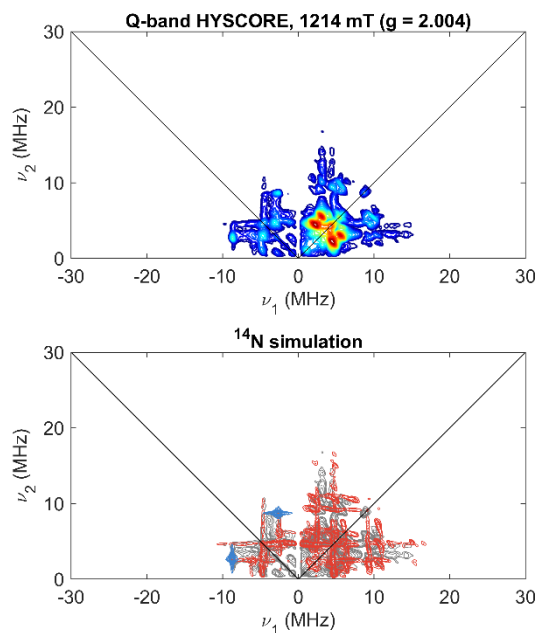 Q-band HYSCORE, 1214 mT (g = 2.004)
30
20
10
0
ν2 (MHz)
-30 -20 -10 0 10 20 30
ν1 (MHz)
14N simulation
30
20
10
0
ν2 (MHz)
-30 -20 -10 0 10 20 30
ν1 (MHz)